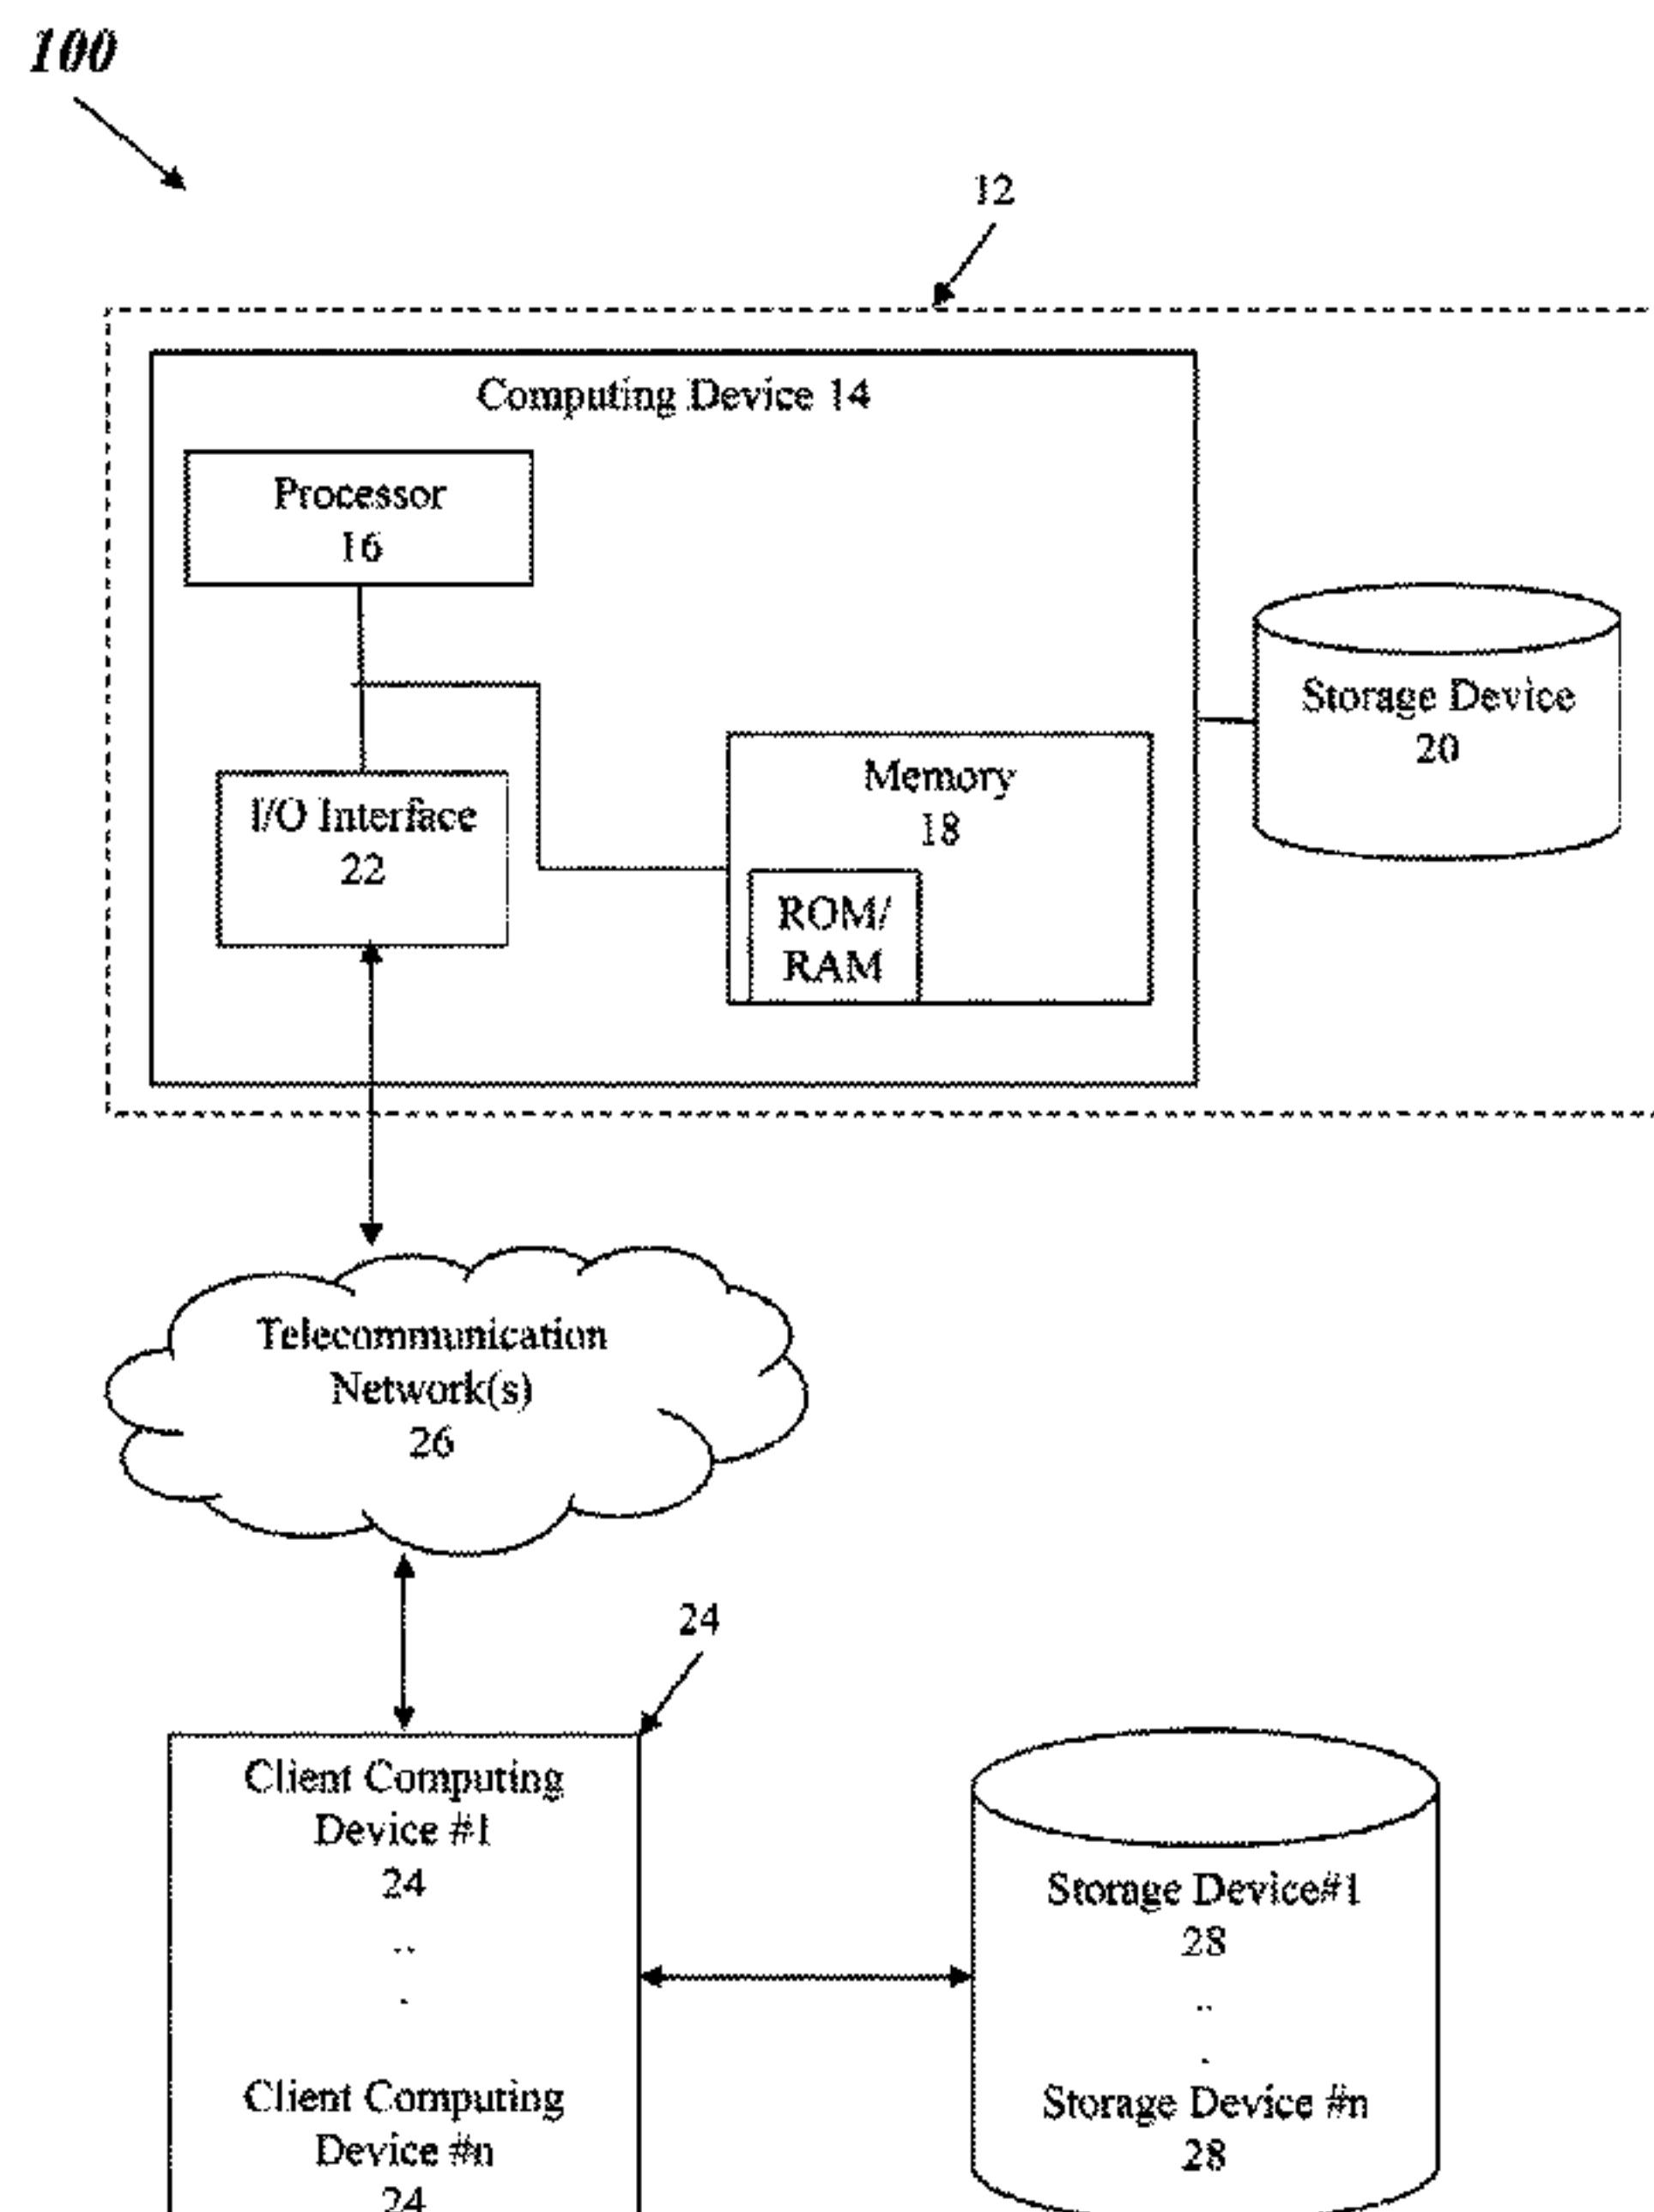 100
12
Computing Device 14
Processor
16
Storage Device
20
Memory
18
I/O Interface
22
ROM/
RAM
Telecommunication
Network(s)
26
24
Client Computing
Device #1
24
..
.
Client Computing
Device #n
24
Storage Device#1
28
..
.
Storage Device #n
28